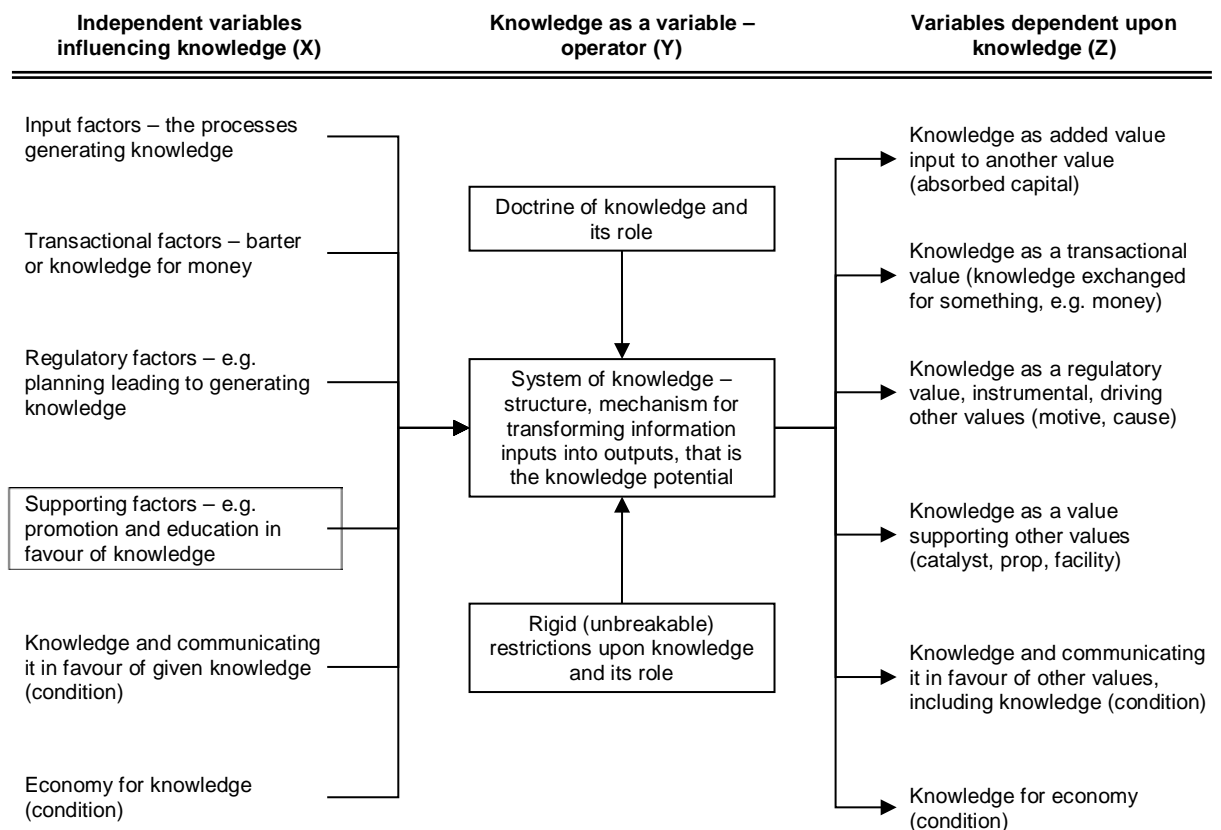 Independent variables
influencing knowledge (X)
Knowledge as a variable –
operator (Y)
Variables dependent upon
knowledge (Z)
Input factors – the processes
generating knowledge
Transactional factors – barter
or knowledge for money
Regulatory factors – e.g.
planning leading to generating
knowledge
Supporting factors – e.g.
promotion and education in
favour of knowledge
Knowledge and communicating
it in favour of given knowledge
(condition)
Economy for knowledge
(condition)
Doctrine of knowledge and
its role
System of knowledge –
structure, mechanism for
transforming information
inputs into outputs, that is
the knowledge potential
Rigid (unbreakable)
restrictions upon knowledge
and its role
Knowledge as added value
input to another value
(absorbed capital)
Knowledge as a transactional
value (knowledge exchanged
for something, e.g. money)
Knowledge as a regulatory
value, instrumental, driving
other values (motive, cause)
Knowledge as a value
supporting other values
(catalyst, prop, facility)
Knowledge and communicating
it in favour of other values,
including knowledge (condition)
Knowledge for economy
(condition)